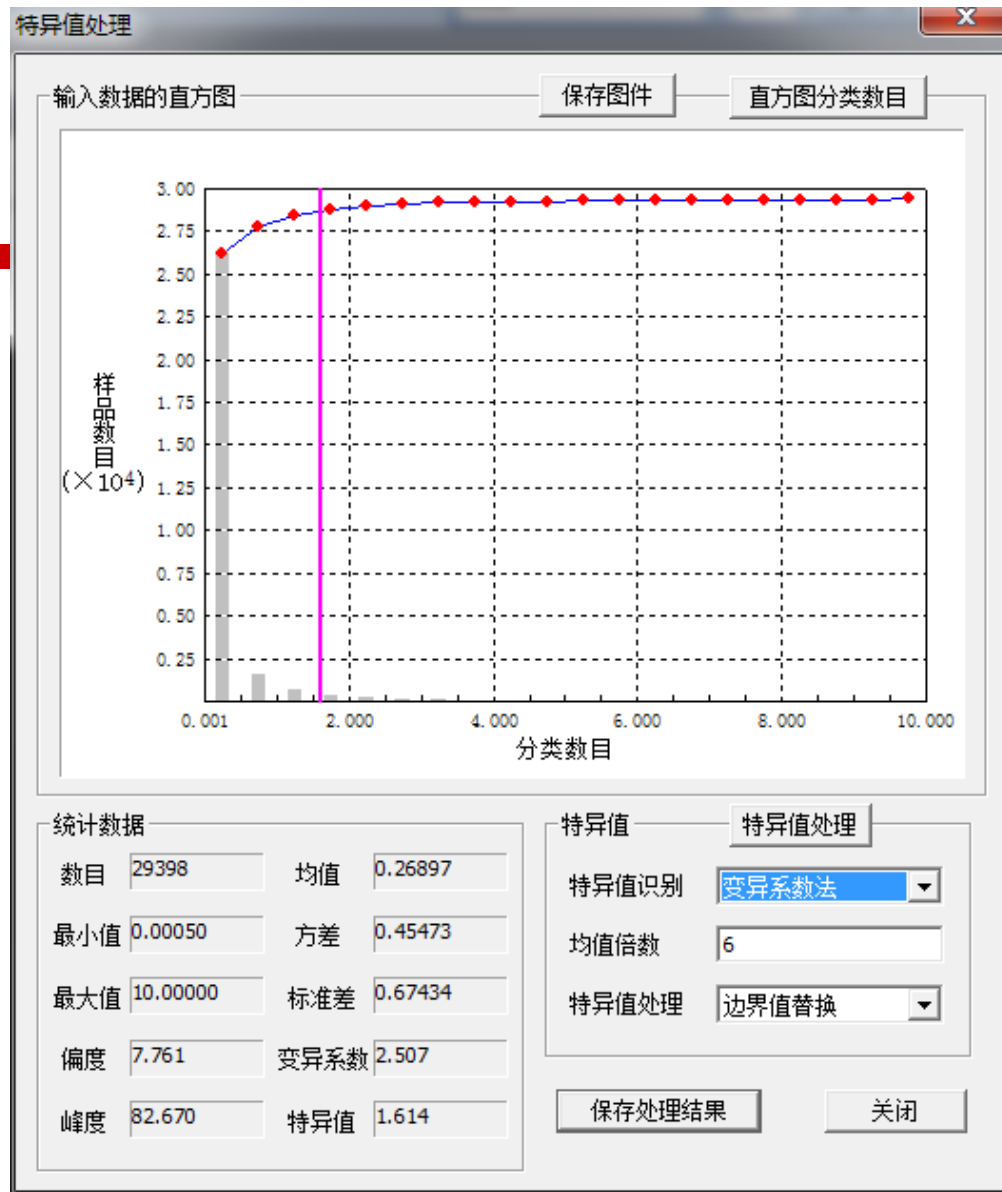 特异值处理
输入数据的直方图
保存图件
直方图分类数目
3.00
2.75
2.50
2.25
2.00
1.75
1.50
1.25
1.00
0.75
0.50
0.25
样品数目
(×10⁴)
0.001 2.000 4.000 6.000 8.000 10.000
分类数目
统计数据
数目 29398 均值 0.26897
最小值 0.00050 方差 0.45473
最大值 10.00000 标准差 0.67434
偏度 7.761 变异系数 2.507
峰度 82.670 特异值 1.614
特异值 特异值处理
特异值识别 变异系数法
均值倍数 6
特异值处理 边界值替换
保存处理结果 关闭